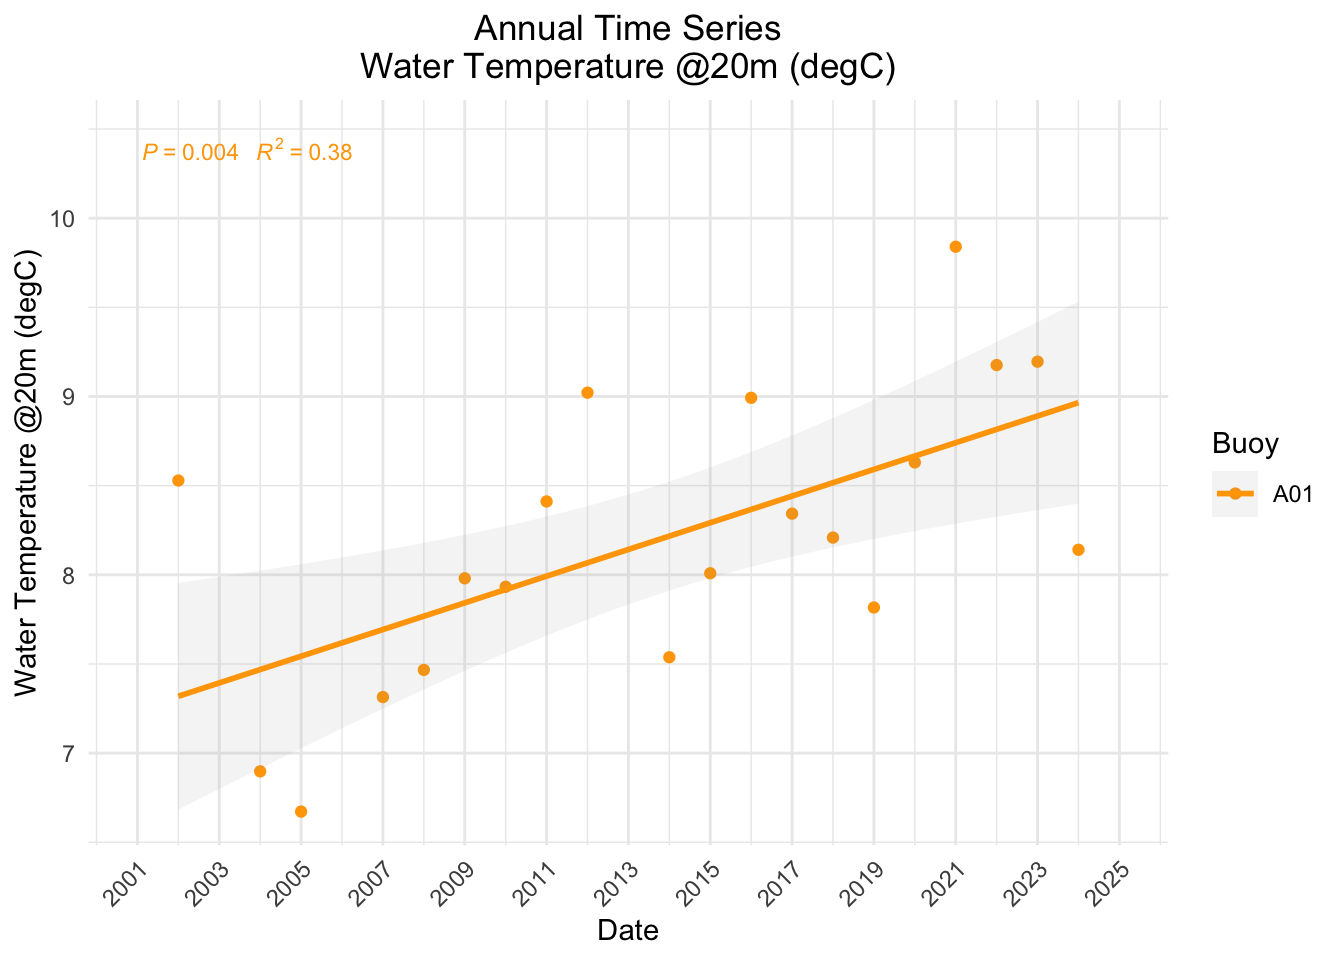 Annual Time Series
Water Temperature @20m (degC)
P = 0.004 R² = 0.38
Water Temperature @20m (degC)
10
9
8
7
2001 2003 2005 2007 2009 2011 2013 2015 2017 2019 2021 2023 2025
Date
Buoy
A01